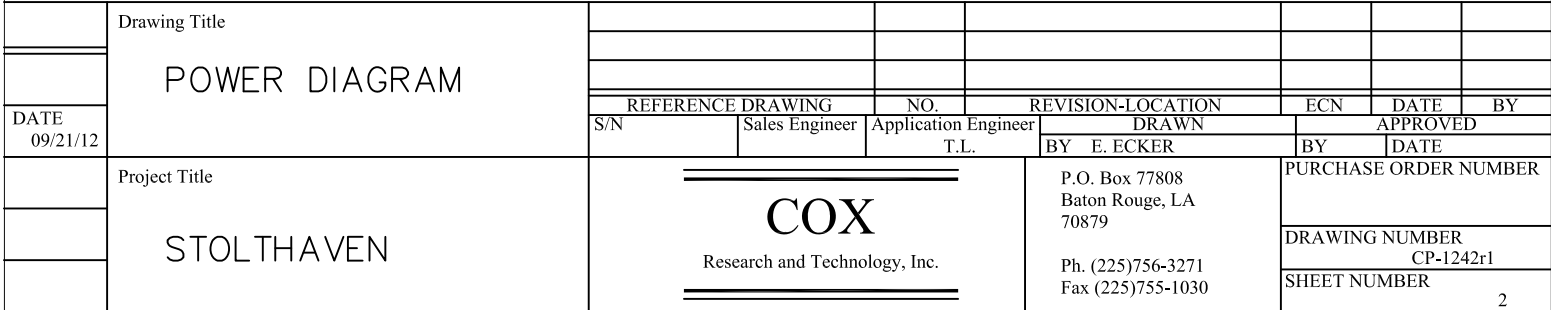 Drawing Title
POWER DIAGRAM
DATE
09/21/12
REFERENCE DRAWING NO. REVISION-LOCATION ECN DATE BY
S/N Sales Engineer Application Engineer DRAWN APPROVED
T.L. BY E. ECKER BY DATE
Project Title
STOLTHAVEN
COX
Research and Technology, Inc.
P.O. Box 77808
Baton Rouge, LA
70879
Ph. (225)756-3271
Fax (225)755-1030
PURCHASE ORDER NUMBER
DRAWING NUMBER
CP-1242r1
SHEET NUMBER
2